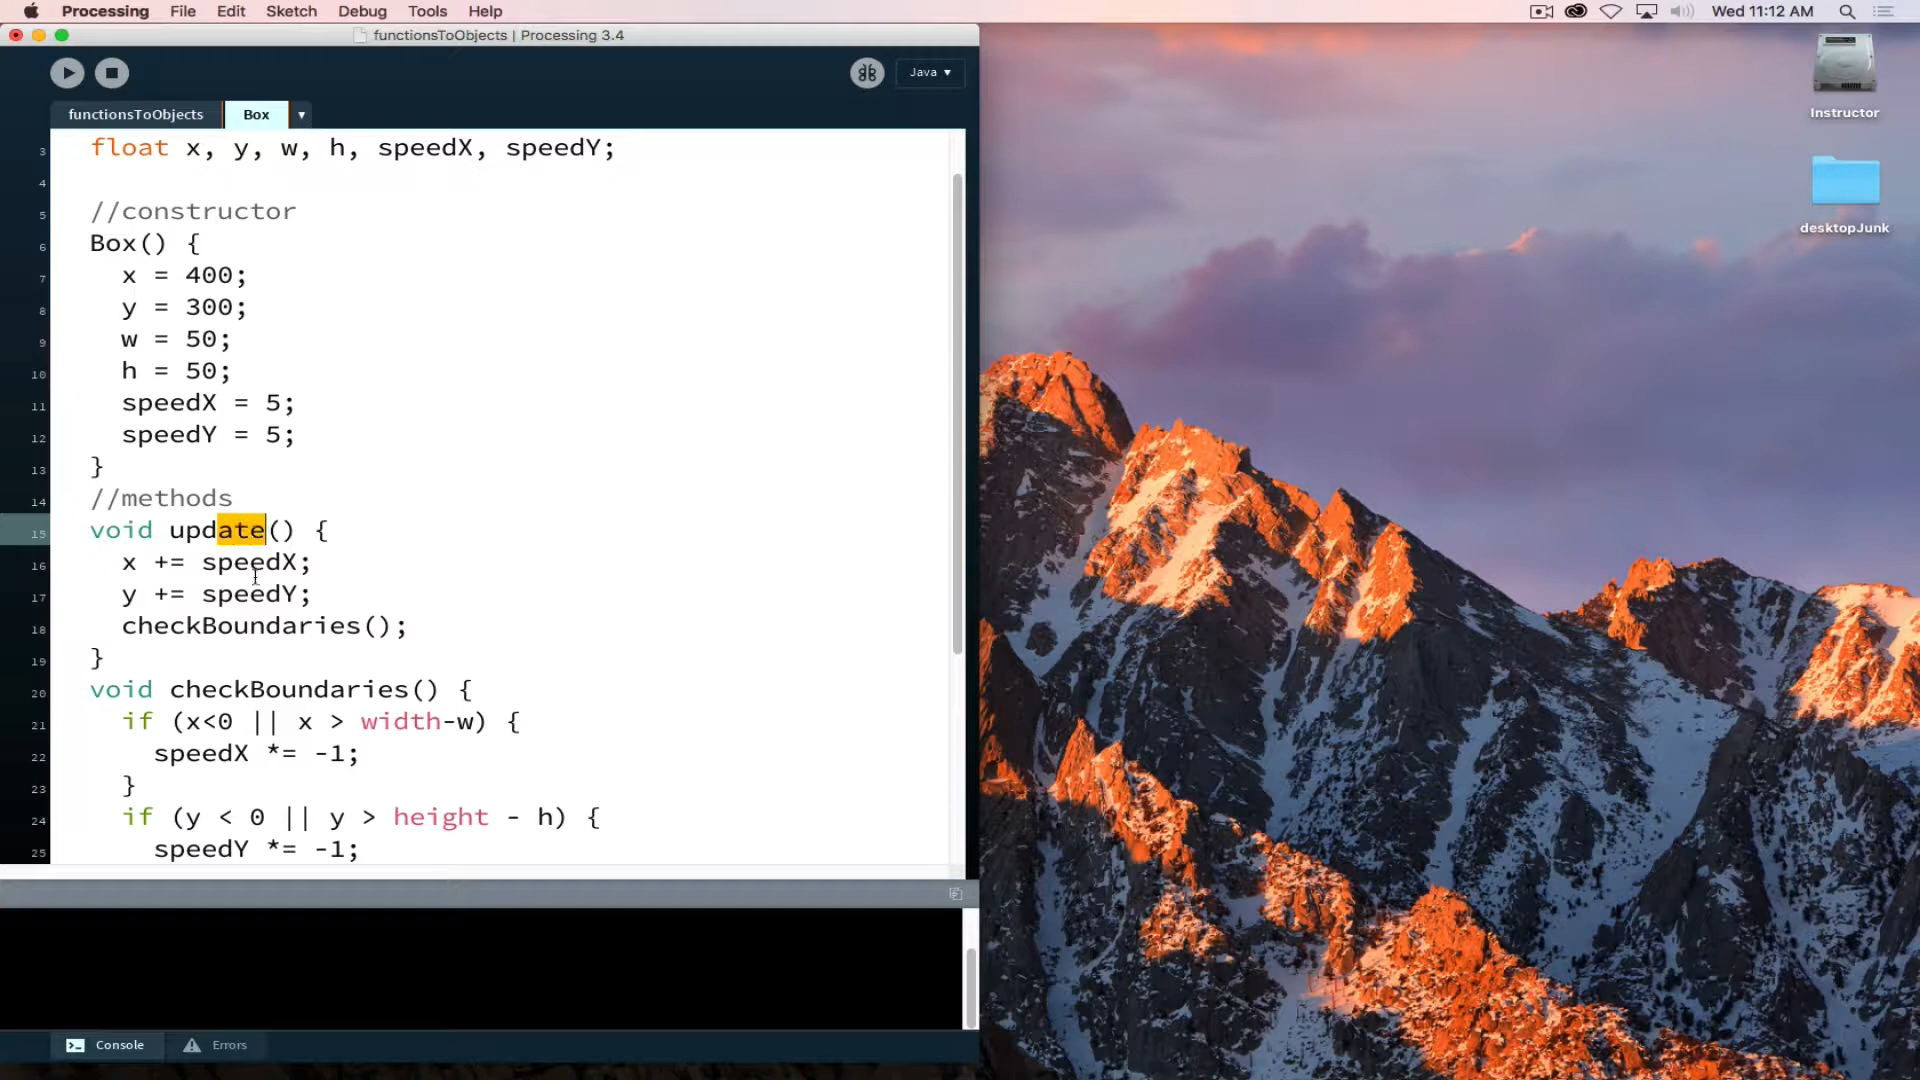 Processing File Edit Sketch Debug Tools Help Wed 11:12 AM
functionsToObjects | Processing 3.4
Java ▾
functionsToObjects Box ▾
3 float x, y, w, h, speedX, speedY;
4
5 //constructor
6 Box() {
7 x = 400;
8 y = 300;
9 w = 50;
10 h = 50;
11 speedX = 5;
12 speedY = 5;
13 }
14 //methods
15 void update() {
16 x += speedX;
17 y += speedY;
18 checkBoundaries();
19 }
20 void checkBoundaries() {
21 if (x<0 || x > width-w) {
22 speedX *= -1;
23 }
24 if (y < 0 || y > height - h) {
25 speedY *= -1;
Console Errors
Instructor
desktopJunk